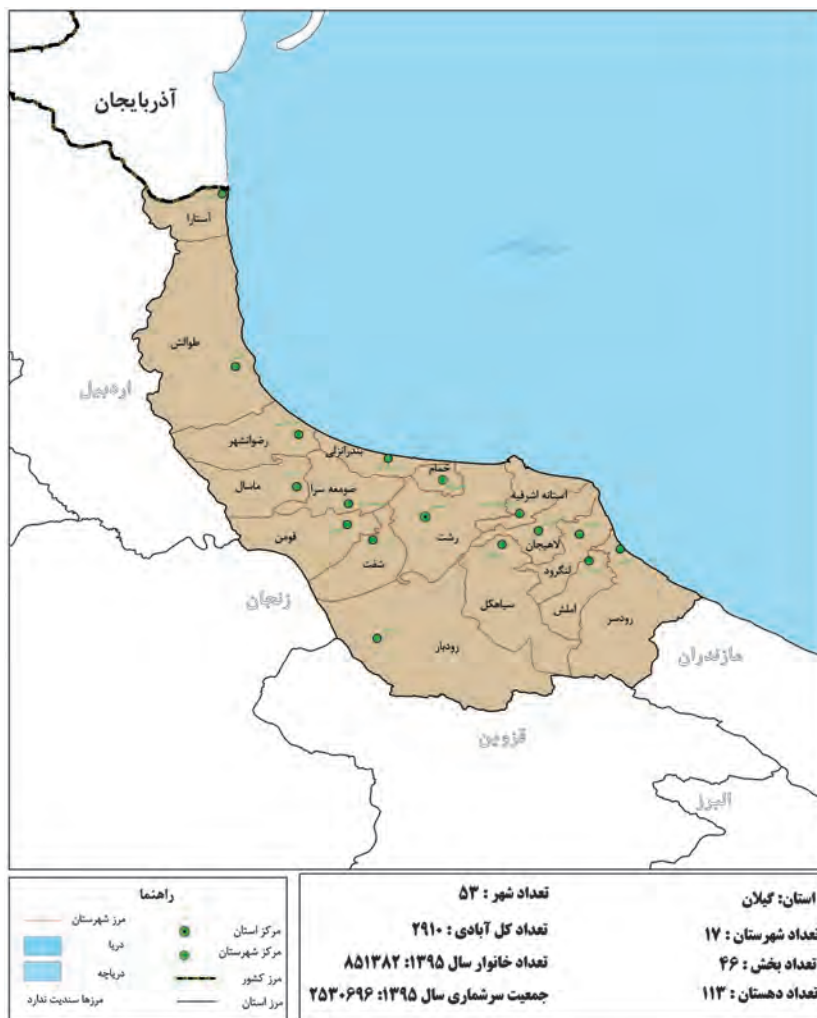 آذربایجان
آستارا
طوالش
اردبیل
رضوانشهر
بندرانزلی
خمام
ماسال
صومعه سرا
آستانه اشرفیه
فومن
رشت
لاهیجان
شفت
لنگرود
زنجان
سیاهکل
املش
رودسر
رودبار
مازندران
قزوین
البرز
راهنما
مرز شهرستان
مرکز استان
دریا
مرکز شهرستان
دریاچه
مرز کشور
مرزها سندیت ندارد
مرز استان
استان: گیلان
تعداد شهرستان : ۱۷
تعداد بخش : ۴۶
تعداد دهستان : ۱۱۳
تعداد شهر : ۵۳
تعداد کل آبادی : ۲۹۱۰
تعداد خانوار سال ۱۳۹۵: ۸۵۱۳۸۲
جمعیت سرشماری سال ۱۳۹۵: ۲۵۳۰۶۹۶